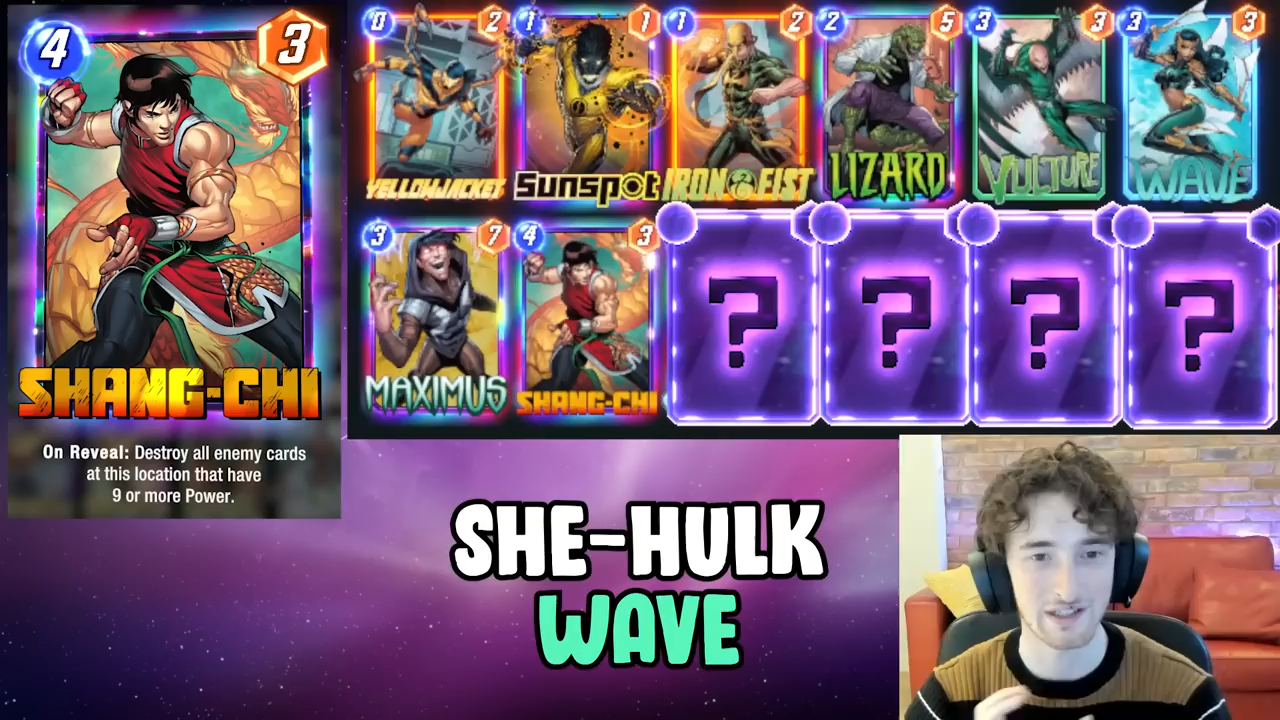 4
3
SHANG-CHI
On Reveal: Destroy all enemy cards
at this location that have
9 or more Power.
0 2
YELLOWJACKET
1 1
Sunspot
1 2
IRON FIST
2 5
LIZARD
3 3
VULTURE
3 3
WAVE
3 7
MAXIMUS
4 3
SHANG-CHI
?
?
?
?
SHE-HULK
WAVE